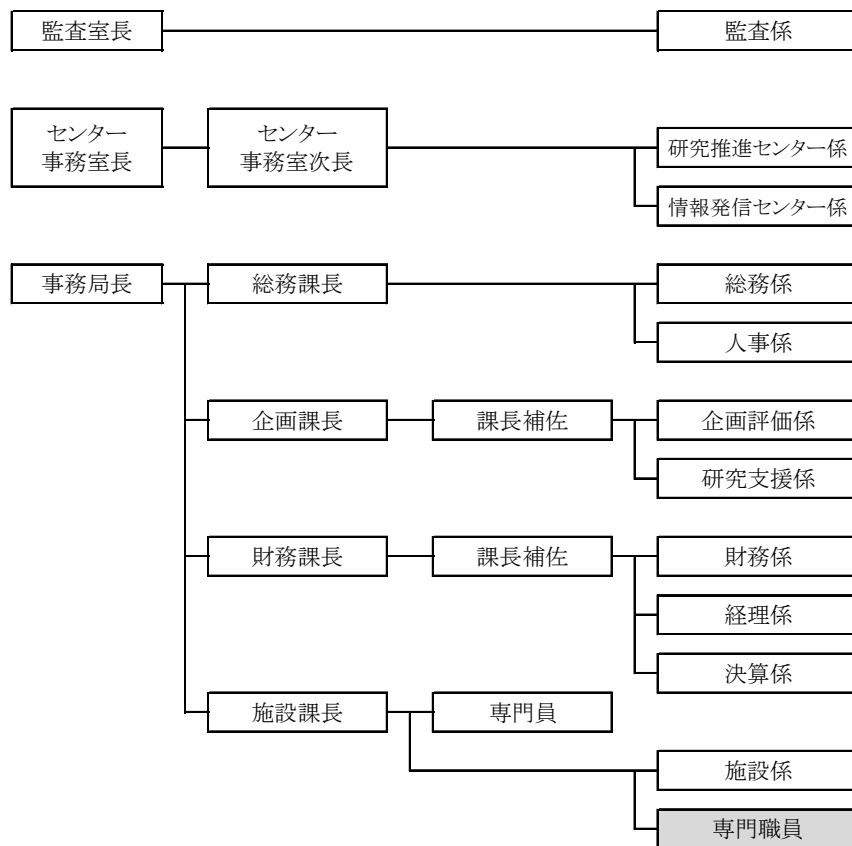 監査室長
監査係
センター
事務室長
センター
事務室次長
研究推進センター係
情報発信センター係
事務局長
総務課長
総務係
人事係
企画課長
課長補佐
企画評価係
研究支援係
財務課長
課長補佐
財務係
経理係
決算係
施設課長
専門員
施設係
専門職員